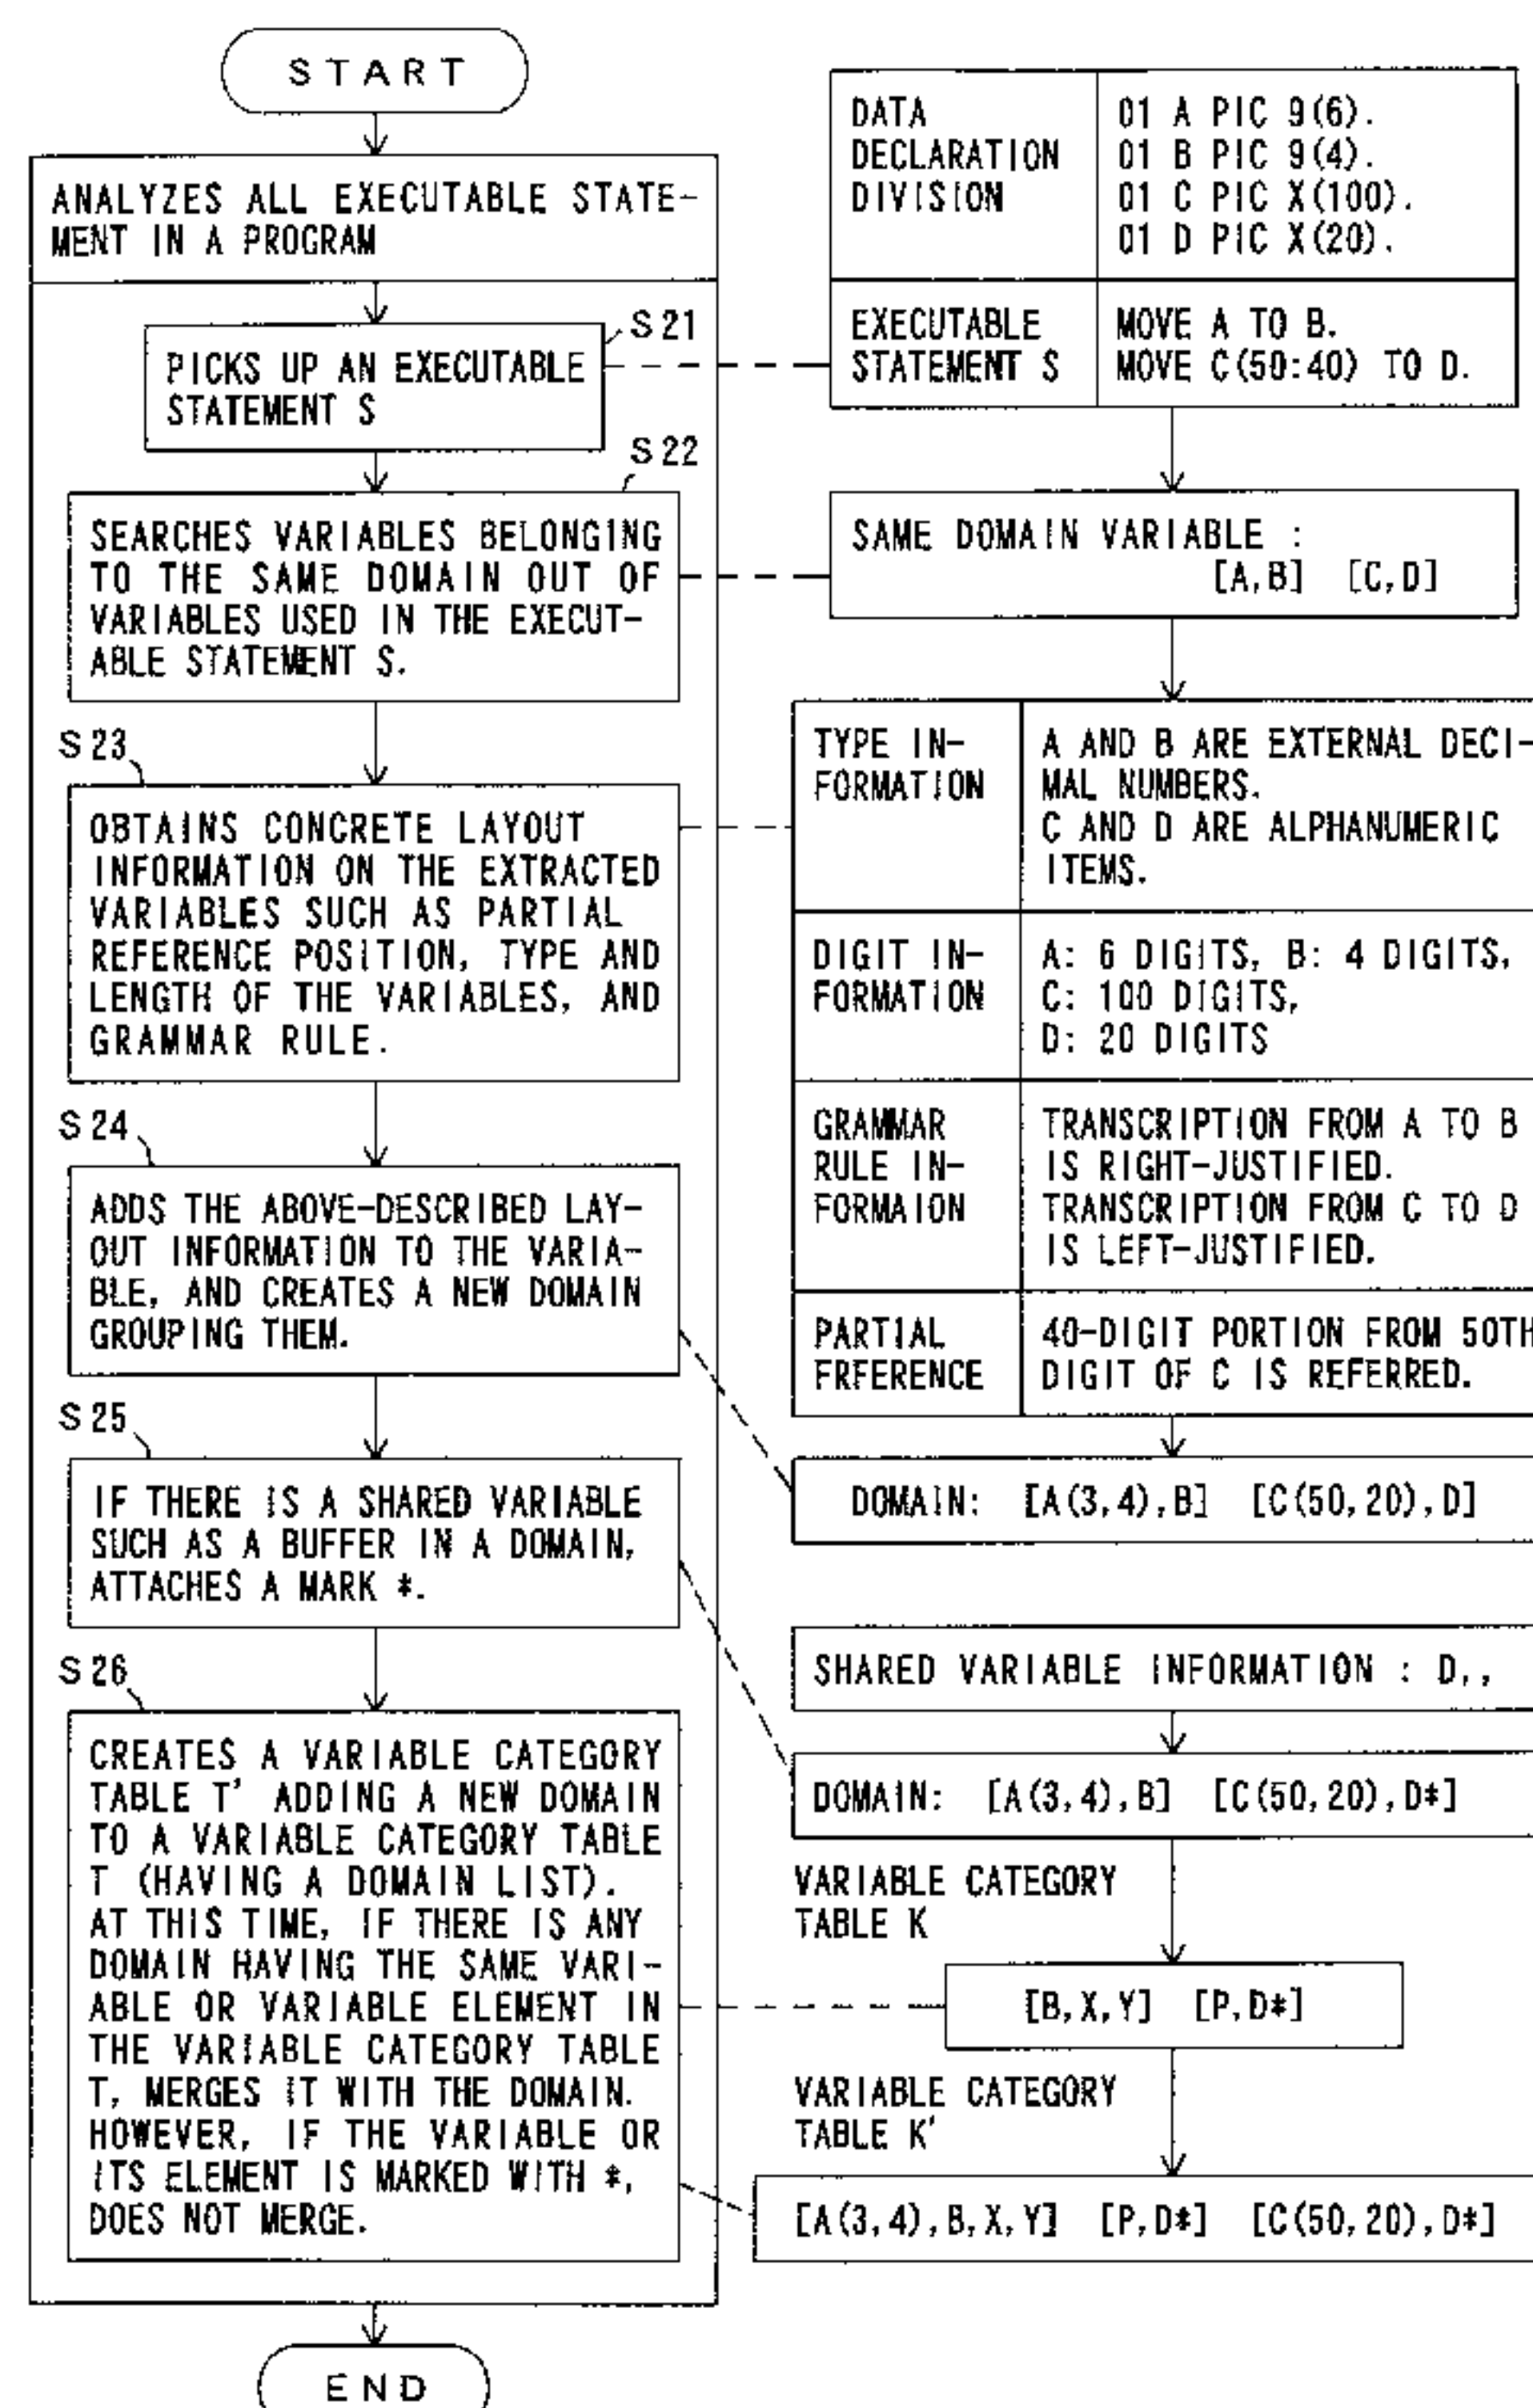 START
ANALYZES ALL EXECUTABLE STATE-
MENT IN A PROGRAM
S21
PICKS UP AN EXECUTABLE
STATEMENT S
S22
SEARCHES VARIABLES BELONGING
TO THE SAME DOMAIN OUT OF
VARIABLES USED IN THE EXECUT-
ABLE STATEMENT S.
S23
OBTAINS CONCRETE LAYOUT
INFORMATION ON THE EXTRACTED
VARIABLES SUCH AS PARTIAL
REFERENCE POSITION, TYPE AND
LENGTH OF THE VARIABLES, AND
GRAMMAR RULE.
S24
ADDS THE ABOVE-DESCRIBED LAY-
OUT INFORMATION TO THE VARIA-
BLE, AND CREATES A NEW DOMAIN
GROUPING THEM.
S25
IF THERE IS A SHARED VARIABLE
SUCH AS A BUFFER IN A DOMAIN,
ATTACHES A MARK *.
S26
CREATES A VARIABLE CATEGORY
TABLE T' ADDING A NEW DOMAIN
TO A VARIABLE CATEGORY TABLE
T (HAVING A DOMAIN LIST).
AT THIS TIME, IF THERE IS ANY
DOMAIN HAVING THE SAME VARI-
ABLE OR VARIABLE ELEMENT IN
THE VARIABLE CATEGORY TABLE
T, MERGES IT WITH THE DOMAIN.
HOWEVER, IF THE VARIABLE OR
ITS ELEMENT IS MARKED WITH *,
DOES NOT MERGE.
END
DATA
DECLARATION
DIVISION
01 A PIC 9(6).
01 B PIC 9(4).
01 C PIC X(100).
01 D PIC X(20).
EXECUTABLE
STATEMENT S
MOVE A TO B.
MOVE C(50:40) TO D.
SAME DOMAIN VARIABLE :
[A,B] [C,D]
TYPE IN-
FORMATION
A AND B ARE EXTERNAL DECI-
MAL NUMBERS.
C AND D ARE ALPHANUMERIC
ITEMS.
DIGIT IN-
FORMATION
A: 6 DIGITS, B: 4 DIGITS,
C: 100 DIGITS,
D: 20 DIGITS
GRAMMAR
RULE IN-
FORMAION
TRANSCRIPTION FROM A TO B
IS RIGHT-JUSTIFIED.
TRANSCRIPTION FROM C TO D
IS LEFT-JUSTIFIED.
PARTIAL
FRFERENCE
40-DIGIT PORTION FROM 50TH
DIGIT OF C IS REFERRED.
DOMAIN: [A(3,4),B] [C(50,20),D]
SHARED VARIABLE INFORMATION : D,,
DOMAIN: [A(3,4),B] [C(50,20),D*]
VARIABLE CATEGORY
TABLE K
[B,X,Y] [P,D*]
VARIABLE CATEGORY
TABLE K'
[A(3,4),B,X,Y] [P,D*] [C(50,20),D*]